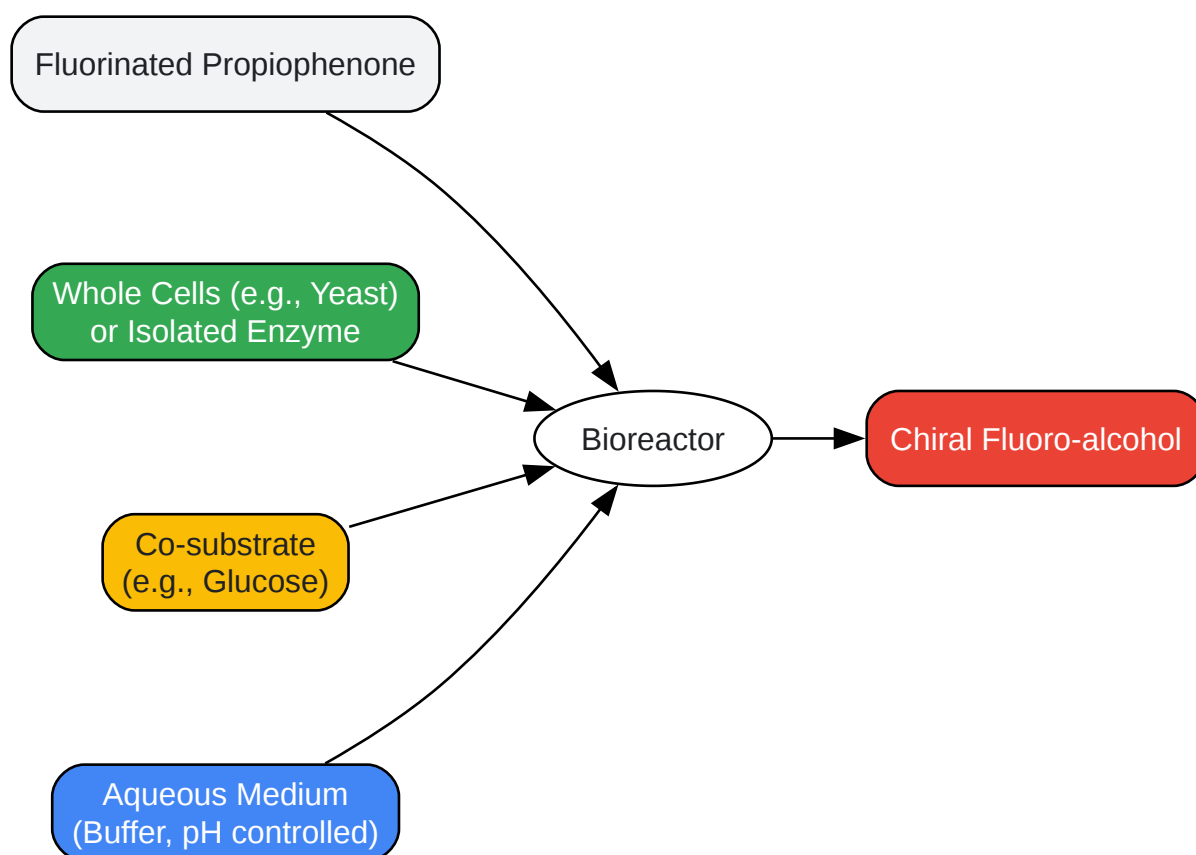 Fluorinated Propiophenone
Whole Cells (e.g., Yeast)
or Isolated Enzyme
Bioreactor
Chiral Fluoro-alcohol
Co-substrate
(e.g., Glucose)
Aqueous Medium
(Buffer, pH controlled)